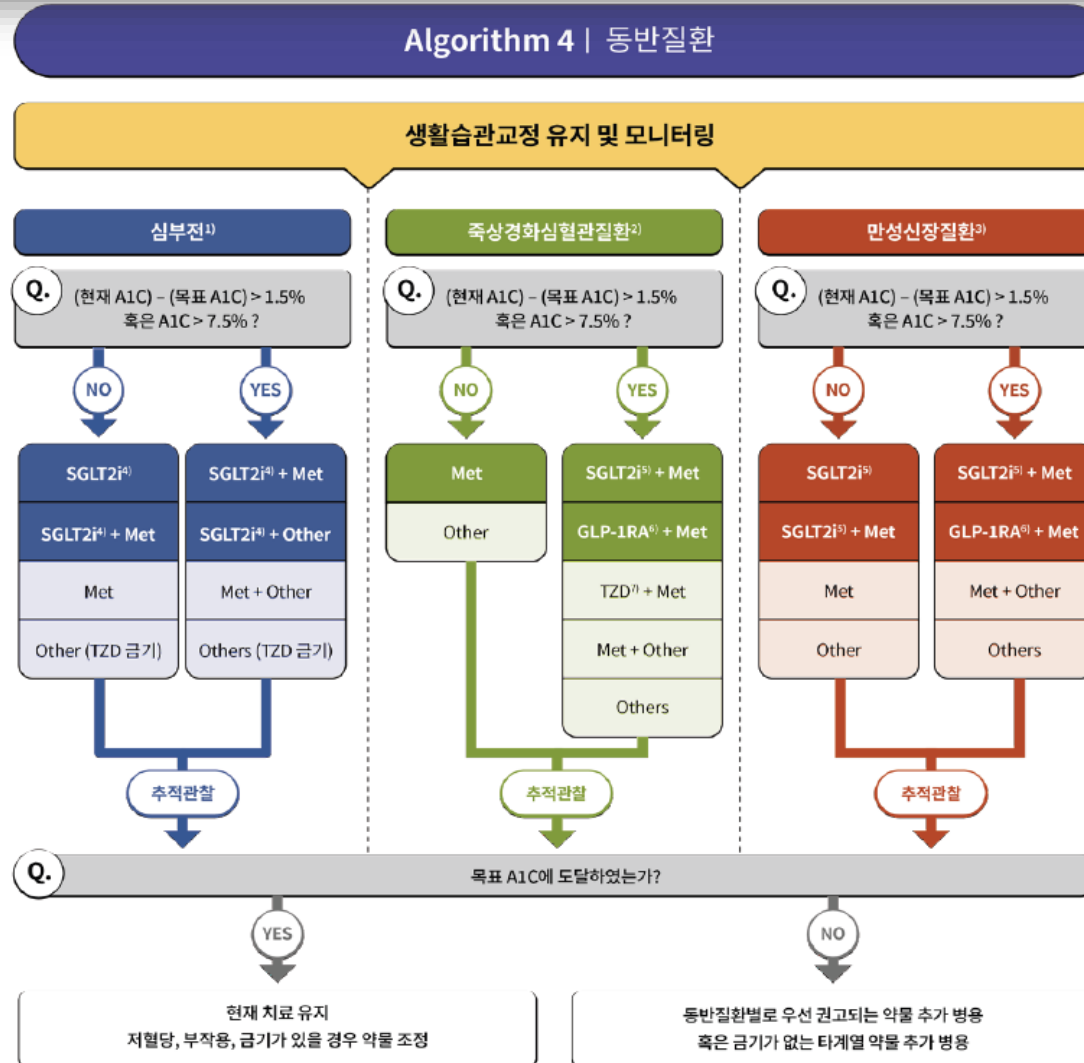 Algorithm 4 | 동반질환
생활습관교정 유지 및 모니터링
심부전¹⁾
Q.
(현재 A1C) – (목표 A1C) > 1.5%
혹은 A1C > 7.5% ?
NO
YES
SGLT2i⁴⁾
SGLT2i⁴⁾ + Met
Met
Other (TZD 금기)
SGLT2i⁴⁾ + Met
SGLT2i⁴⁾ + Other
Met + Other
Others (TZD 금기)
추적관찰
죽상경화심혈관질환²⁾
Q.
(현재 A1C) – (목표 A1C) > 1.5%
혹은 A1C > 7.5% ?
NO
YES
Met
Other
SGLT2i⁵⁾ + Met
GLP-1RA⁶⁾ + Met
TZD⁷⁾ + Met
Met + Other
Others
추적관찰
만성신장질환³⁾
Q.
(현재 A1C) – (목표 A1C) > 1.5%
혹은 A1C > 7.5% ?
NO
YES
SGLT2i⁵⁾
SGLT2i⁵⁾ + Met
Met
Other
SGLT2i⁵⁾ + Met
GLP-1RA⁶⁾ + Met
Met + Other
Others
추적관찰
Q.
목표 A1C에 도달하였는가?
YES
NO
현재 치료 유지
저혈당, 부작용, 금기가 있을 경우 약물 조정
동반질환별로 우선 권고되는 약물 추가 병용
혹은 금기가 없는 타계열 약물 추가 병용